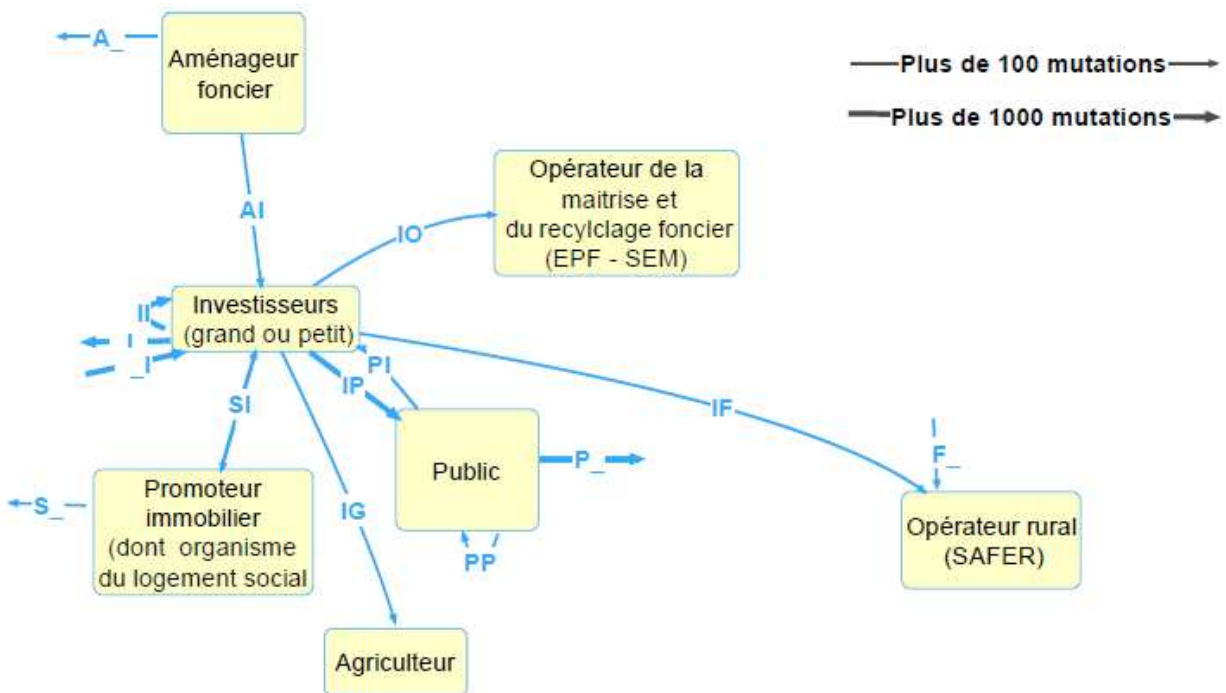 A_
Aménageur
foncier
Plus de 100 mutations
Plus de 1000 mutations
AI
Opérateur de la
maitrise et
du recylclage foncier
(EPF - SEM)
IO
II
Investisseurs
(grand ou petit)
I_
_I
PI
IP
SI
IF
F_
Public
P_
S_
Promoteur
immobilier
(dont organisme
du logement social
IG
PP
Opérateur rural
(SAFER)
Agriculteur